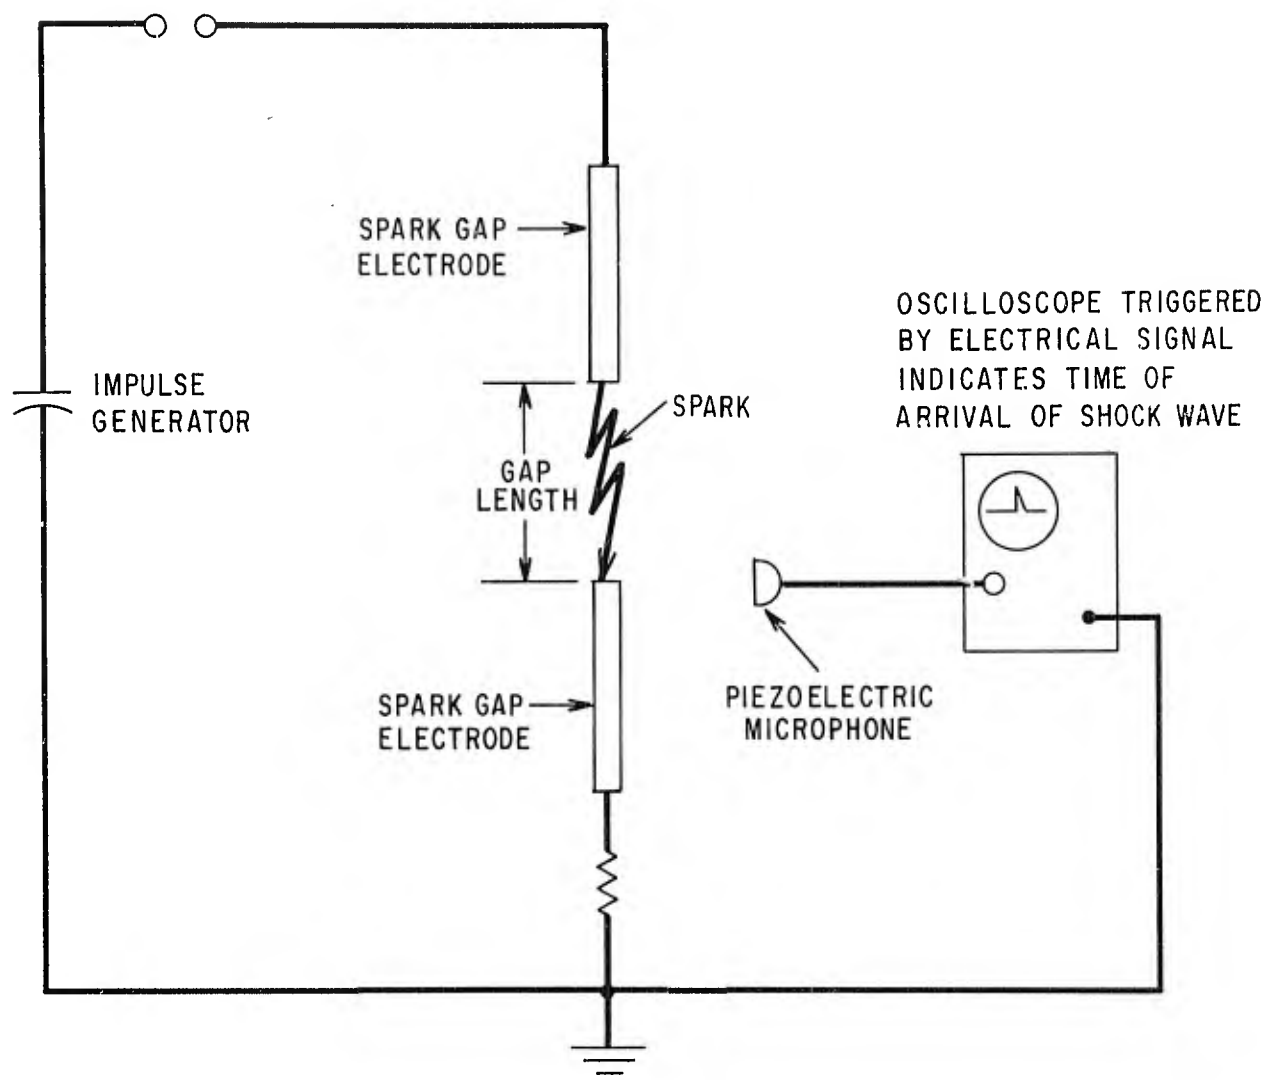 SPARK GAP
ELECTRODE
OSCILLOSCOPE TRIGGERED
BY ELECTRICAL SIGNAL
INDICATES TIME OF
ARRIVAL OF SHOCK WAVE
IMPULSE
GENERATOR
SPARK
GAP
LENGTH
SPARK GAP
ELECTRODE
PIEZOELECTRIC
MICROPHONE